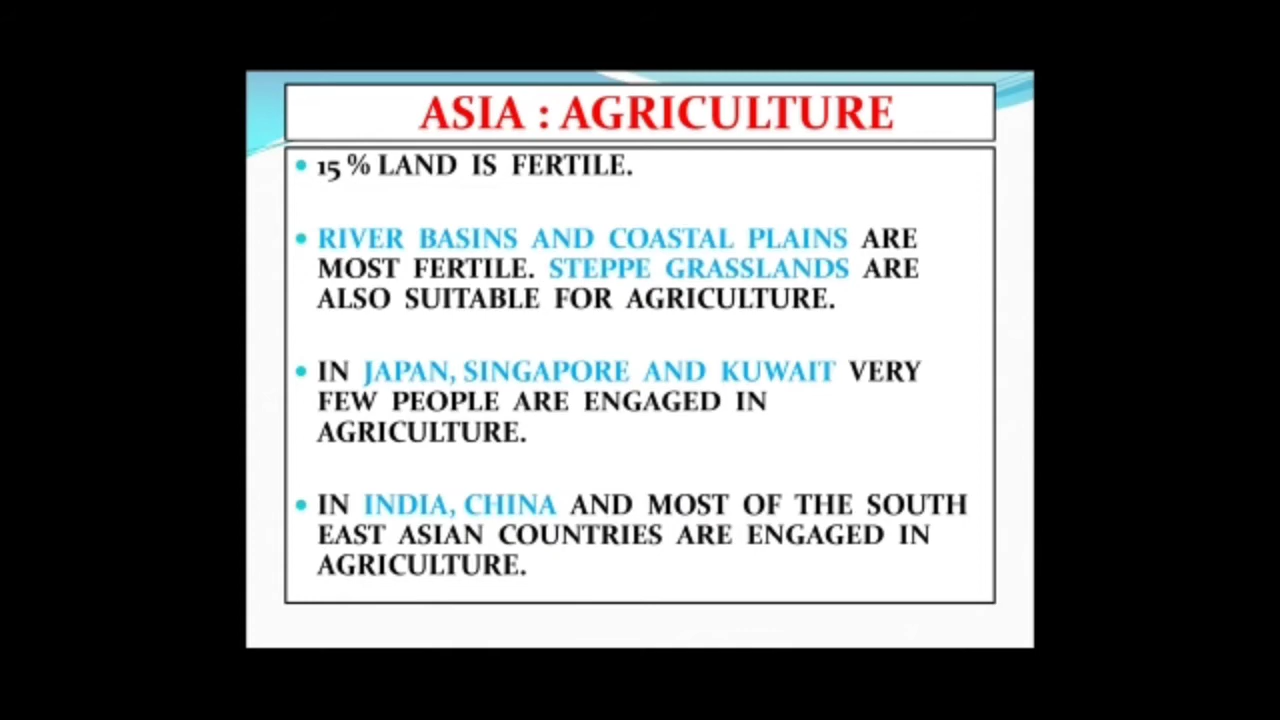 ASIA : AGRICULTURE
• 15 % LAND IS FERTILE.
• RIVER BASINS AND COASTAL PLAINS ARE
MOST FERTILE. STEPPE GRASSLANDS ARE
ALSO SUITABLE FOR AGRICULTURE.
• IN JAPAN, SINGAPORE AND KUWAIT VERY
FEW PEOPLE ARE ENGAGED IN
AGRICULTURE.
• IN INDIA, CHINA AND MOST OF THE SOUTH
EAST ASIAN COUNTRIES ARE ENGAGED IN
AGRICULTURE.